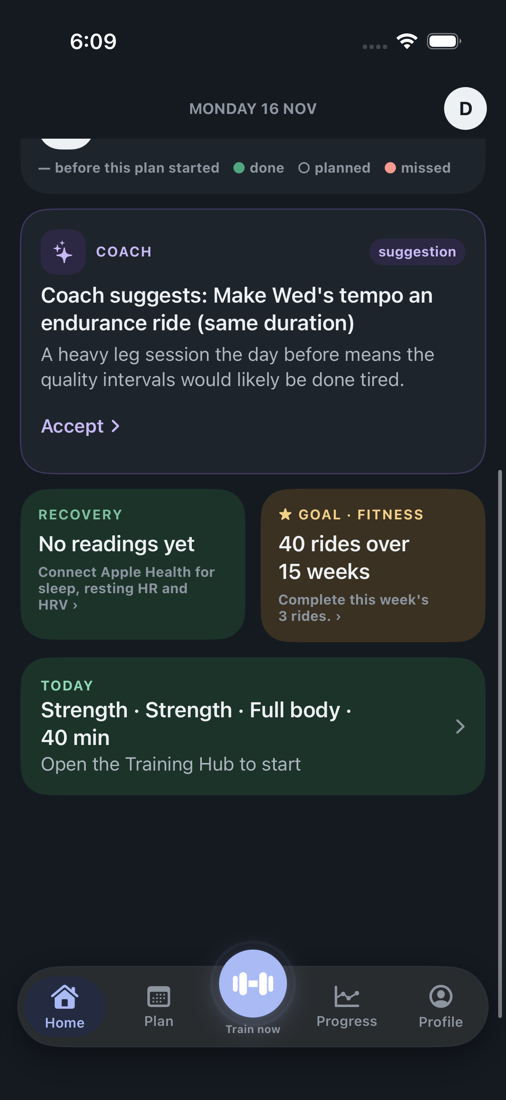 6:09
MONDAY 16 NOV
D
— before this plan started done planned missed
COACH
suggestion
Coach suggests: Make Wed's tempo an
endurance ride (same duration)
A heavy leg session the day before means the
quality intervals would likely be done tired.
Accept >
RECOVERY
No readings yet
Connect Apple Health for
sleep, resting HR and
HRV ›
★ GOAL · FITNESS
40 rides over
15 weeks
Complete this week's
3 rides. ›
TODAY
Strength · Strength · Full body ·
40 min
Open the Training Hub to start
Home
Plan
Train now
Progress
Profile